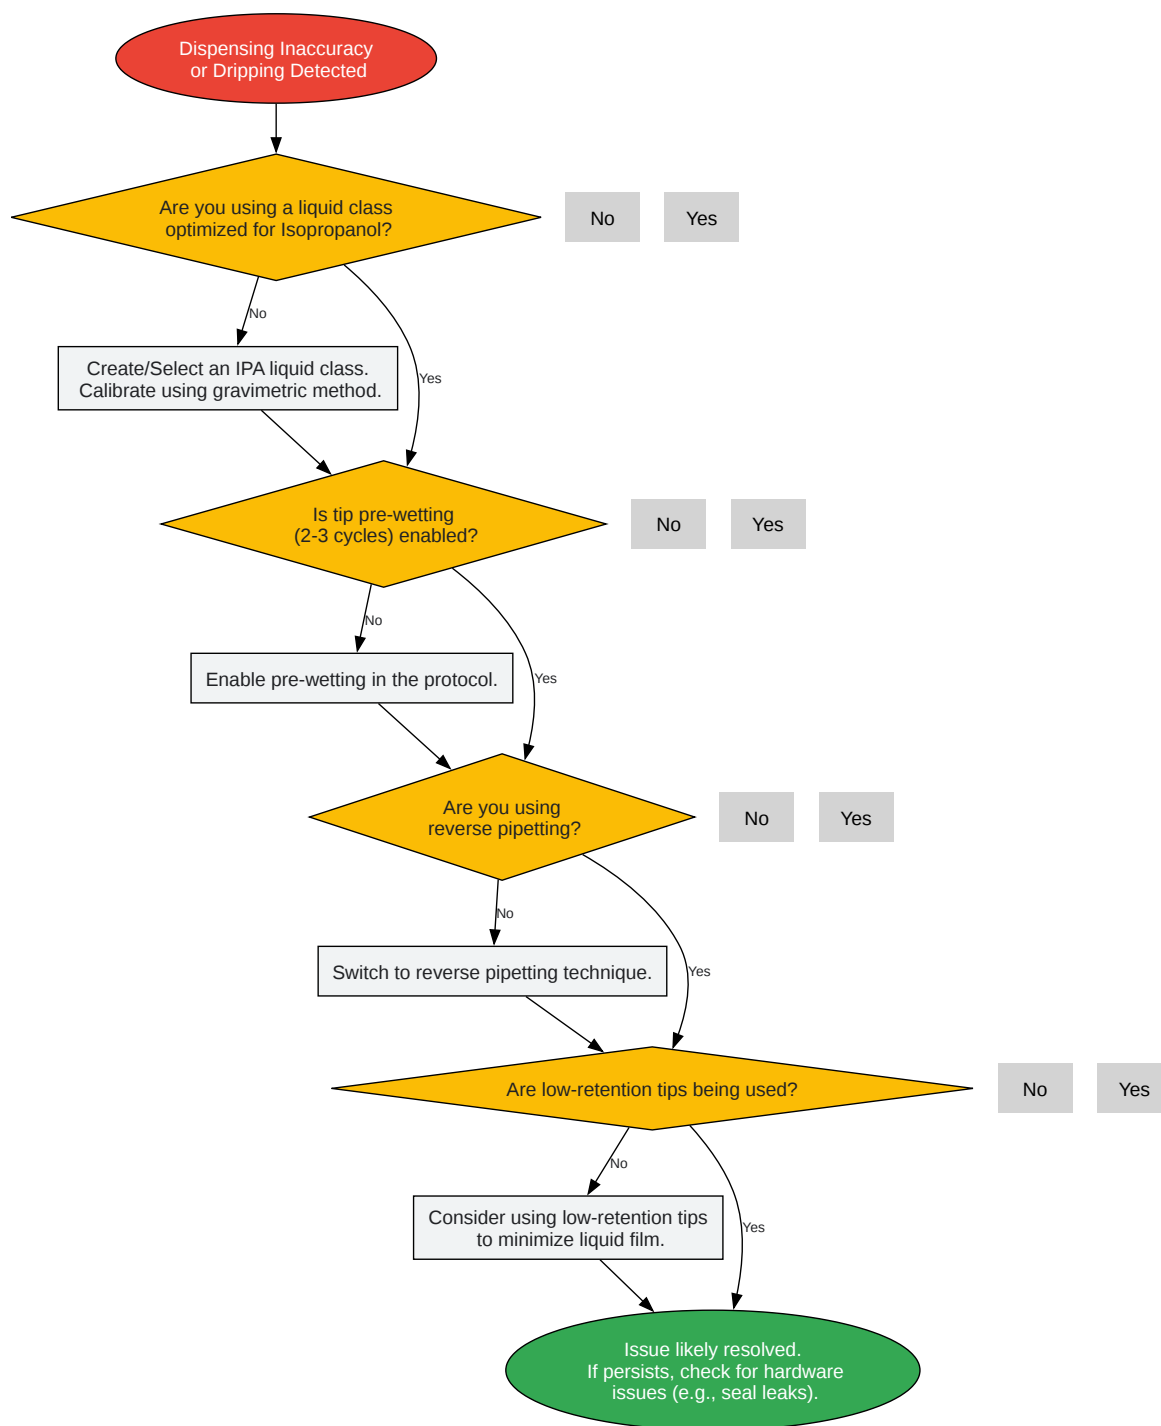 Dispensing Inaccuracy
or Dripping Detected
Are you using a liquid class
optimized for Isopropanol?
No
Yes
No
Create/Select an IPA liquid class.
Calibrate using gravimetric method.
Yes
Is tip pre-wetting
(2-3 cycles) enabled?
No
Yes
No
Enable pre-wetting in the protocol.
Yes
Are you using
reverse pipetting?
No
Yes
No
Switch to reverse pipetting technique.
Yes
Are low-retention tips being used?
No
Yes
No
Consider using low-retention tips
to minimize liquid film.
Yes
Issue likely resolved.
If persists, check for hardware
issues (e.g., seal leaks).